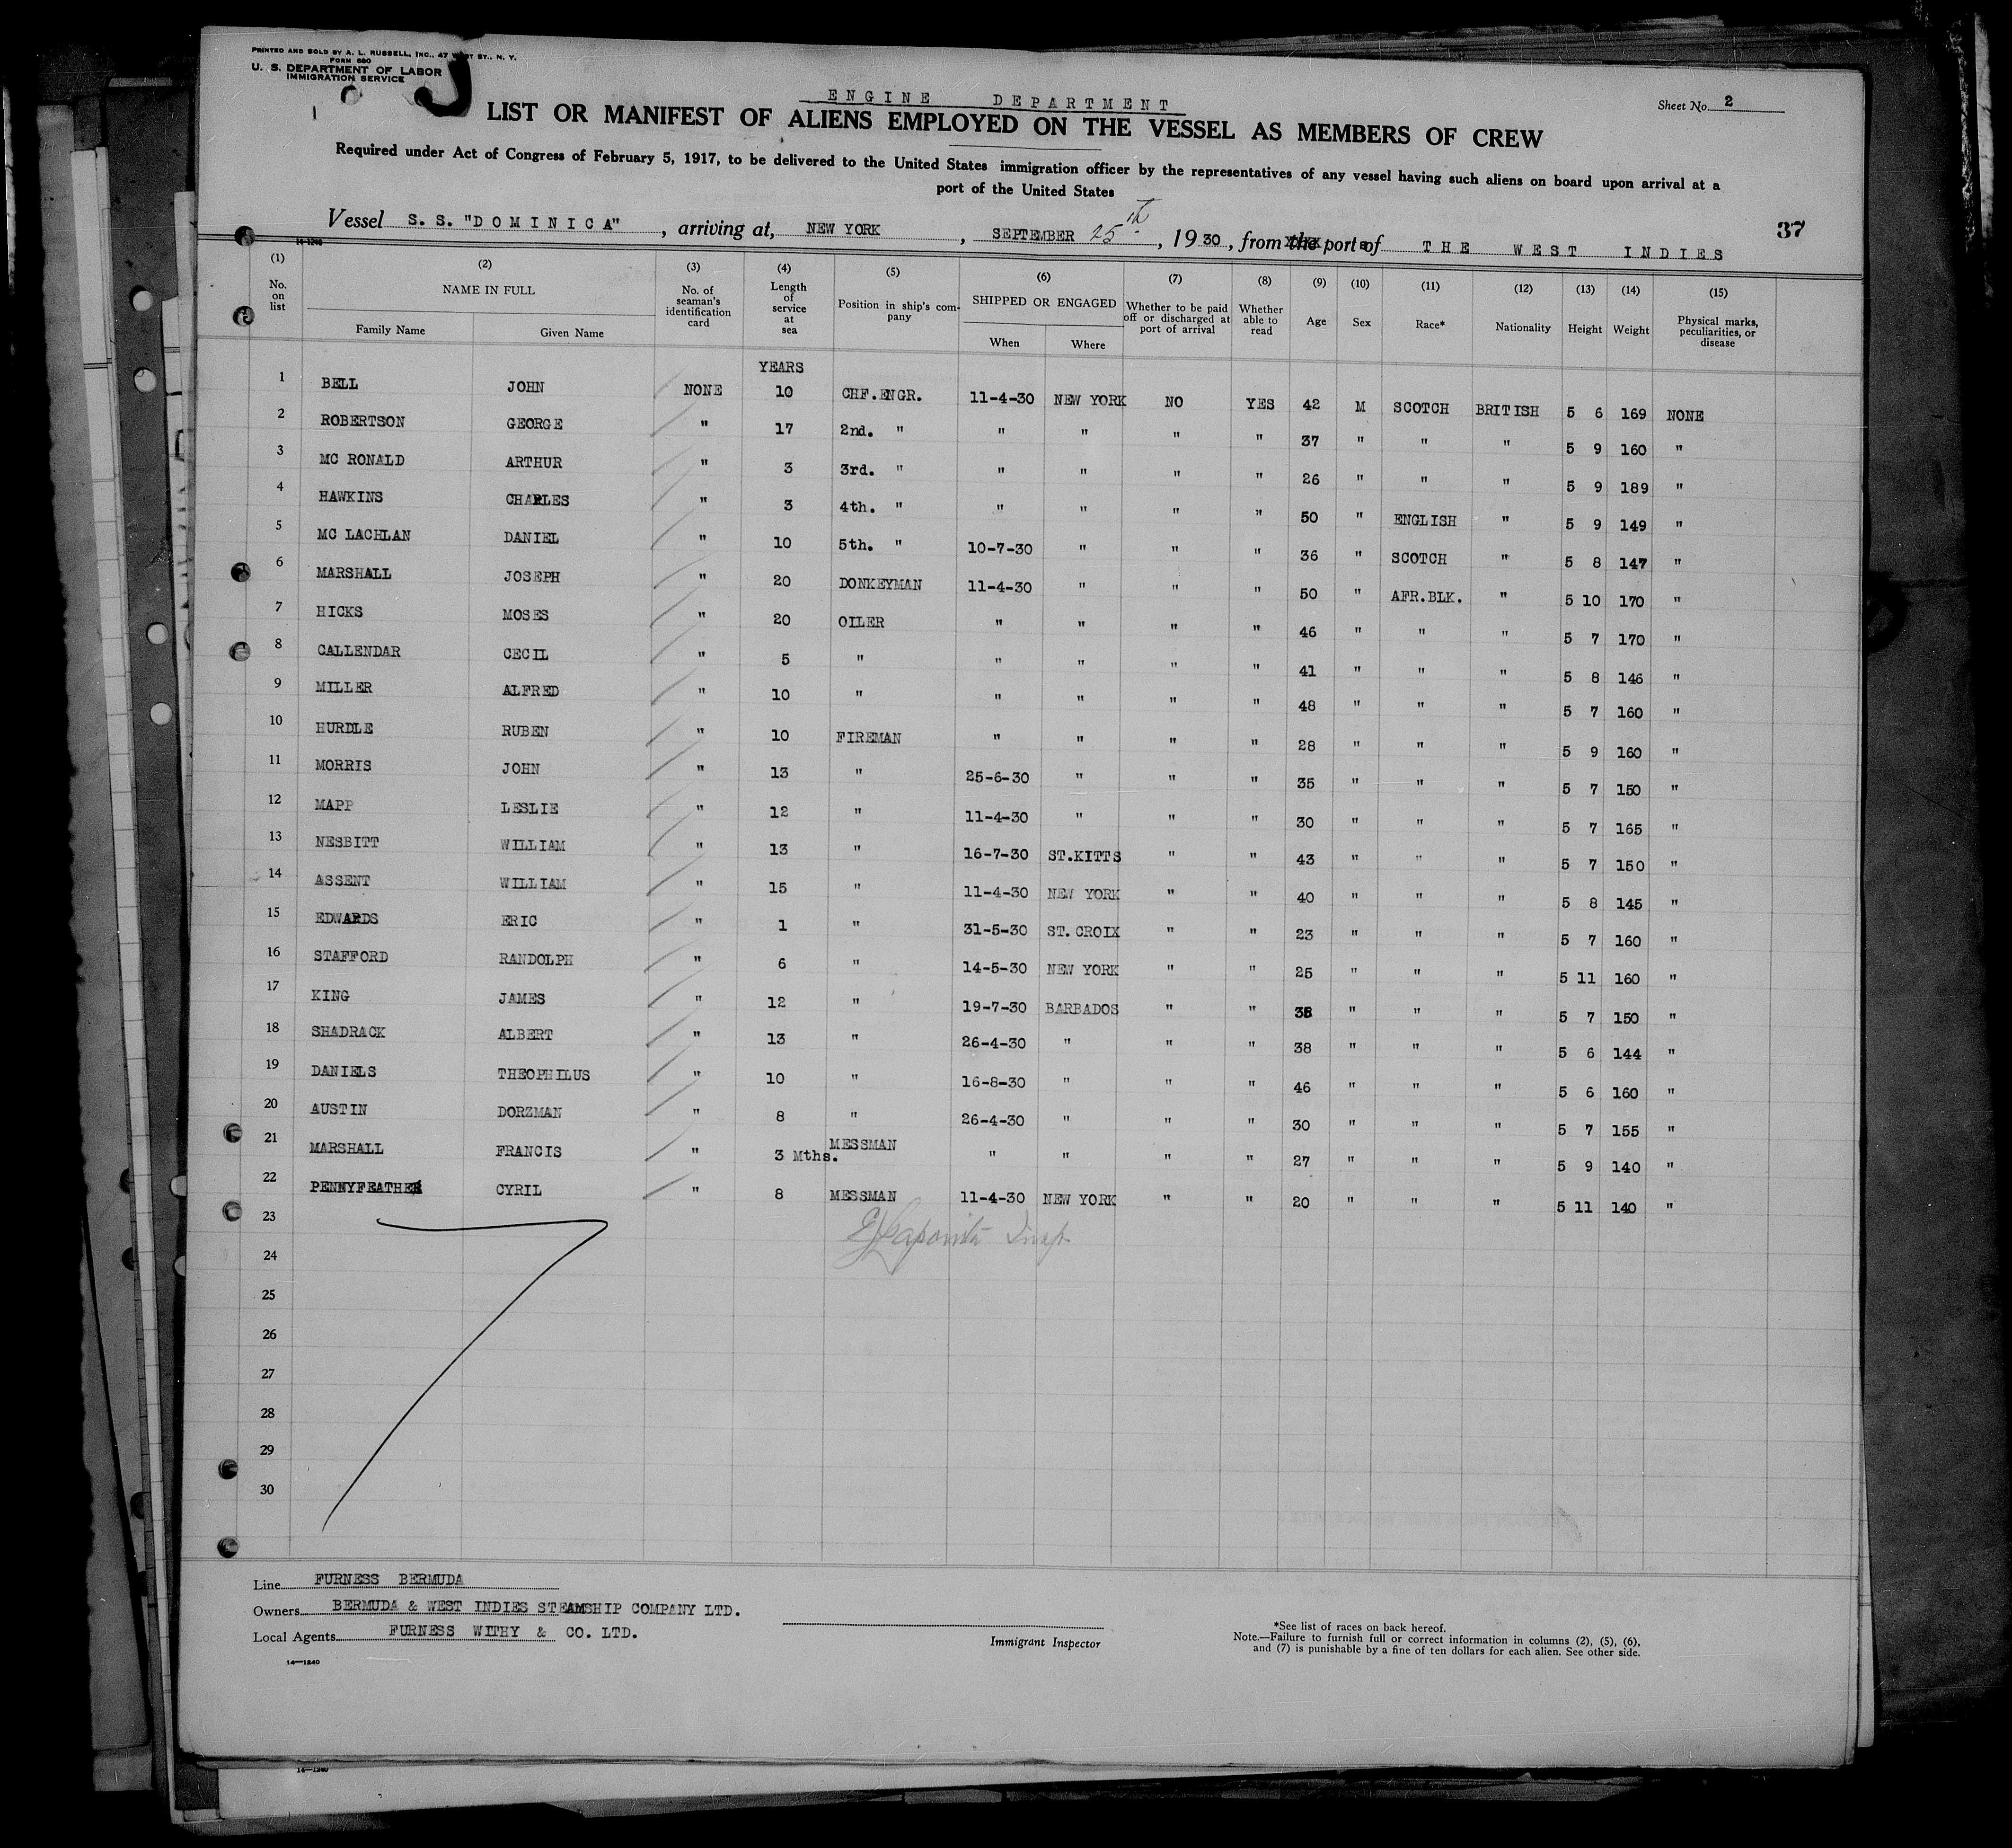 PRINTED AND SOLD BY A. L. RUSSELL, INC., 47 WEST ST., N. Y.
FORM 680
U. S. DEPARTMENT OF LABOR
IMMIGRATION SERVICE
ENGINE DEPARTMENT
Sheet No. 2
LIST OR MANIFEST OF ALIENS EMPLOYED ON THE VESSEL AS MEMBERS OF CREW
Required under Act of Congress of February 5, 1917, to be delivered to the United States immigration officer by the representatives of any vessel having such aliens on board upon arrival at a
port of the United States
37
Vessel S. S. "DOMINICA", arriving at, NEW YORK, SEPTEMBER 25th, 1930, from the ports of THE WEST INDIES
14-1240
(1) (2) (3) (4) (5) (6) (7) (8) (9) (10) (11) (12) (13) (14) (15)
No. on list NAME IN FULL Family Name Given Name No. of seaman's identification card Length of service at sea Position in ship's company SHIPPED OR ENGAGED When Where Whether to be paid off or discharged at port of arrival Whether able to read Age Sex Race* Nationality Height Weight Physical marks, peculiarities, or disease
YEARS
1 BELL JOHN NONE 10 CHF.ENGR. 11-4-30 NEW YORK NO YES 42 M SCOTCH BRITISH 5 6 169 NONE
2 ROBERTSON GEORGE " 17 2nd. " " " " " 37 " " " 5 9 160 "
3 MC RONALD ARTHUR " 3 3rd. " " " " " 26 " " " 5 9 189 "
4 HAWKINS CHARLES " 3 4th. " " " " " 50 " ENGLISH " 5 9 149 "
5 MC LACHLAN DANIEL " 10 5th. " 10-7-30 " " " 36 " SCOTCH " 5 8 147 "
6 MARSHALL JOSEPH " 20 DONKEYMAN 11-4-30 " " " 50 " AFR.BLK. " 5 10 170 "
7 HICKS MOSES " 20 OILER " " " " 46 " " " 5 7 170 "
8 CALLENDAR CECIL " 5 " " " " " 41 " " " 5 8 146 "
9 MILLER ALFRED " 10 " " " " " 48 " " " 5 7 160 "
10 HURDLE RUBEN " 10 FIREMAN " " " " 28 " " " 5 9 160 "
11 MORRIS JOHN " 13 " 25-6-30 " " " 35 " " " 5 7 150 "
12 MAPP LESLIE " 12 " 11-4-30 " " " 30 " " " 5 7 165 "
13 NESBITT WILLIAM " 13 " 16-7-30 ST.KITTS " " 43 " " " 5 7 150 "
14 ASSENT WILLIAM " 15 " 11-4-30 NEW YORK " " 40 " " " 5 8 145 "
15 EDWARDS ERIC " 1 " 31-5-30 ST.CROIX " " 23 " " " 5 7 160 "
16 STAFFORD RANDOLPH " 6 " 14-5-30 NEW YORK " " 25 " " " 5 11 160 "
17 KING JAMES " 12 " 19-7-30 BARBADOS " " " " " 5 7 150 "
18 SHADRACK ALBERT " 13 " 26-4-30 " " " 38 " " " 5 6 144 "
19 DANIELS THEOPHILUS " 10 " 16-8-30 " " " 46 " " " 5 6 160 "
20 AUSTIN DORZMAN " 8 " 26-4-30 " " " 30 " " " 5 7 155 "
21 MARSHALL FRANCIS " 3 Mths. MESSMAN " " " " 27 " " " 5 9 140 "
22 PENNYFEATHER CYRIL " 8 MESSMAN 11-4-30 NEW YORK " " 20 " " " 5 11 140 "
23
24
25
26
27
28
29
30
Line FURNESS BERMUDA
Owners BERMUDA & WEST INDIES STEAMSHIP COMPANY LTD.
Local Agents FURNESS WITHY & CO. LTD.
Immigrant Inspector
*See list of races on back hereof.
Note.—Failure to furnish full or correct information in columns (2), (5), (6),
and (7) is punishable by a fine of ten dollars for each alien. See other side.
14—1240
14—1240